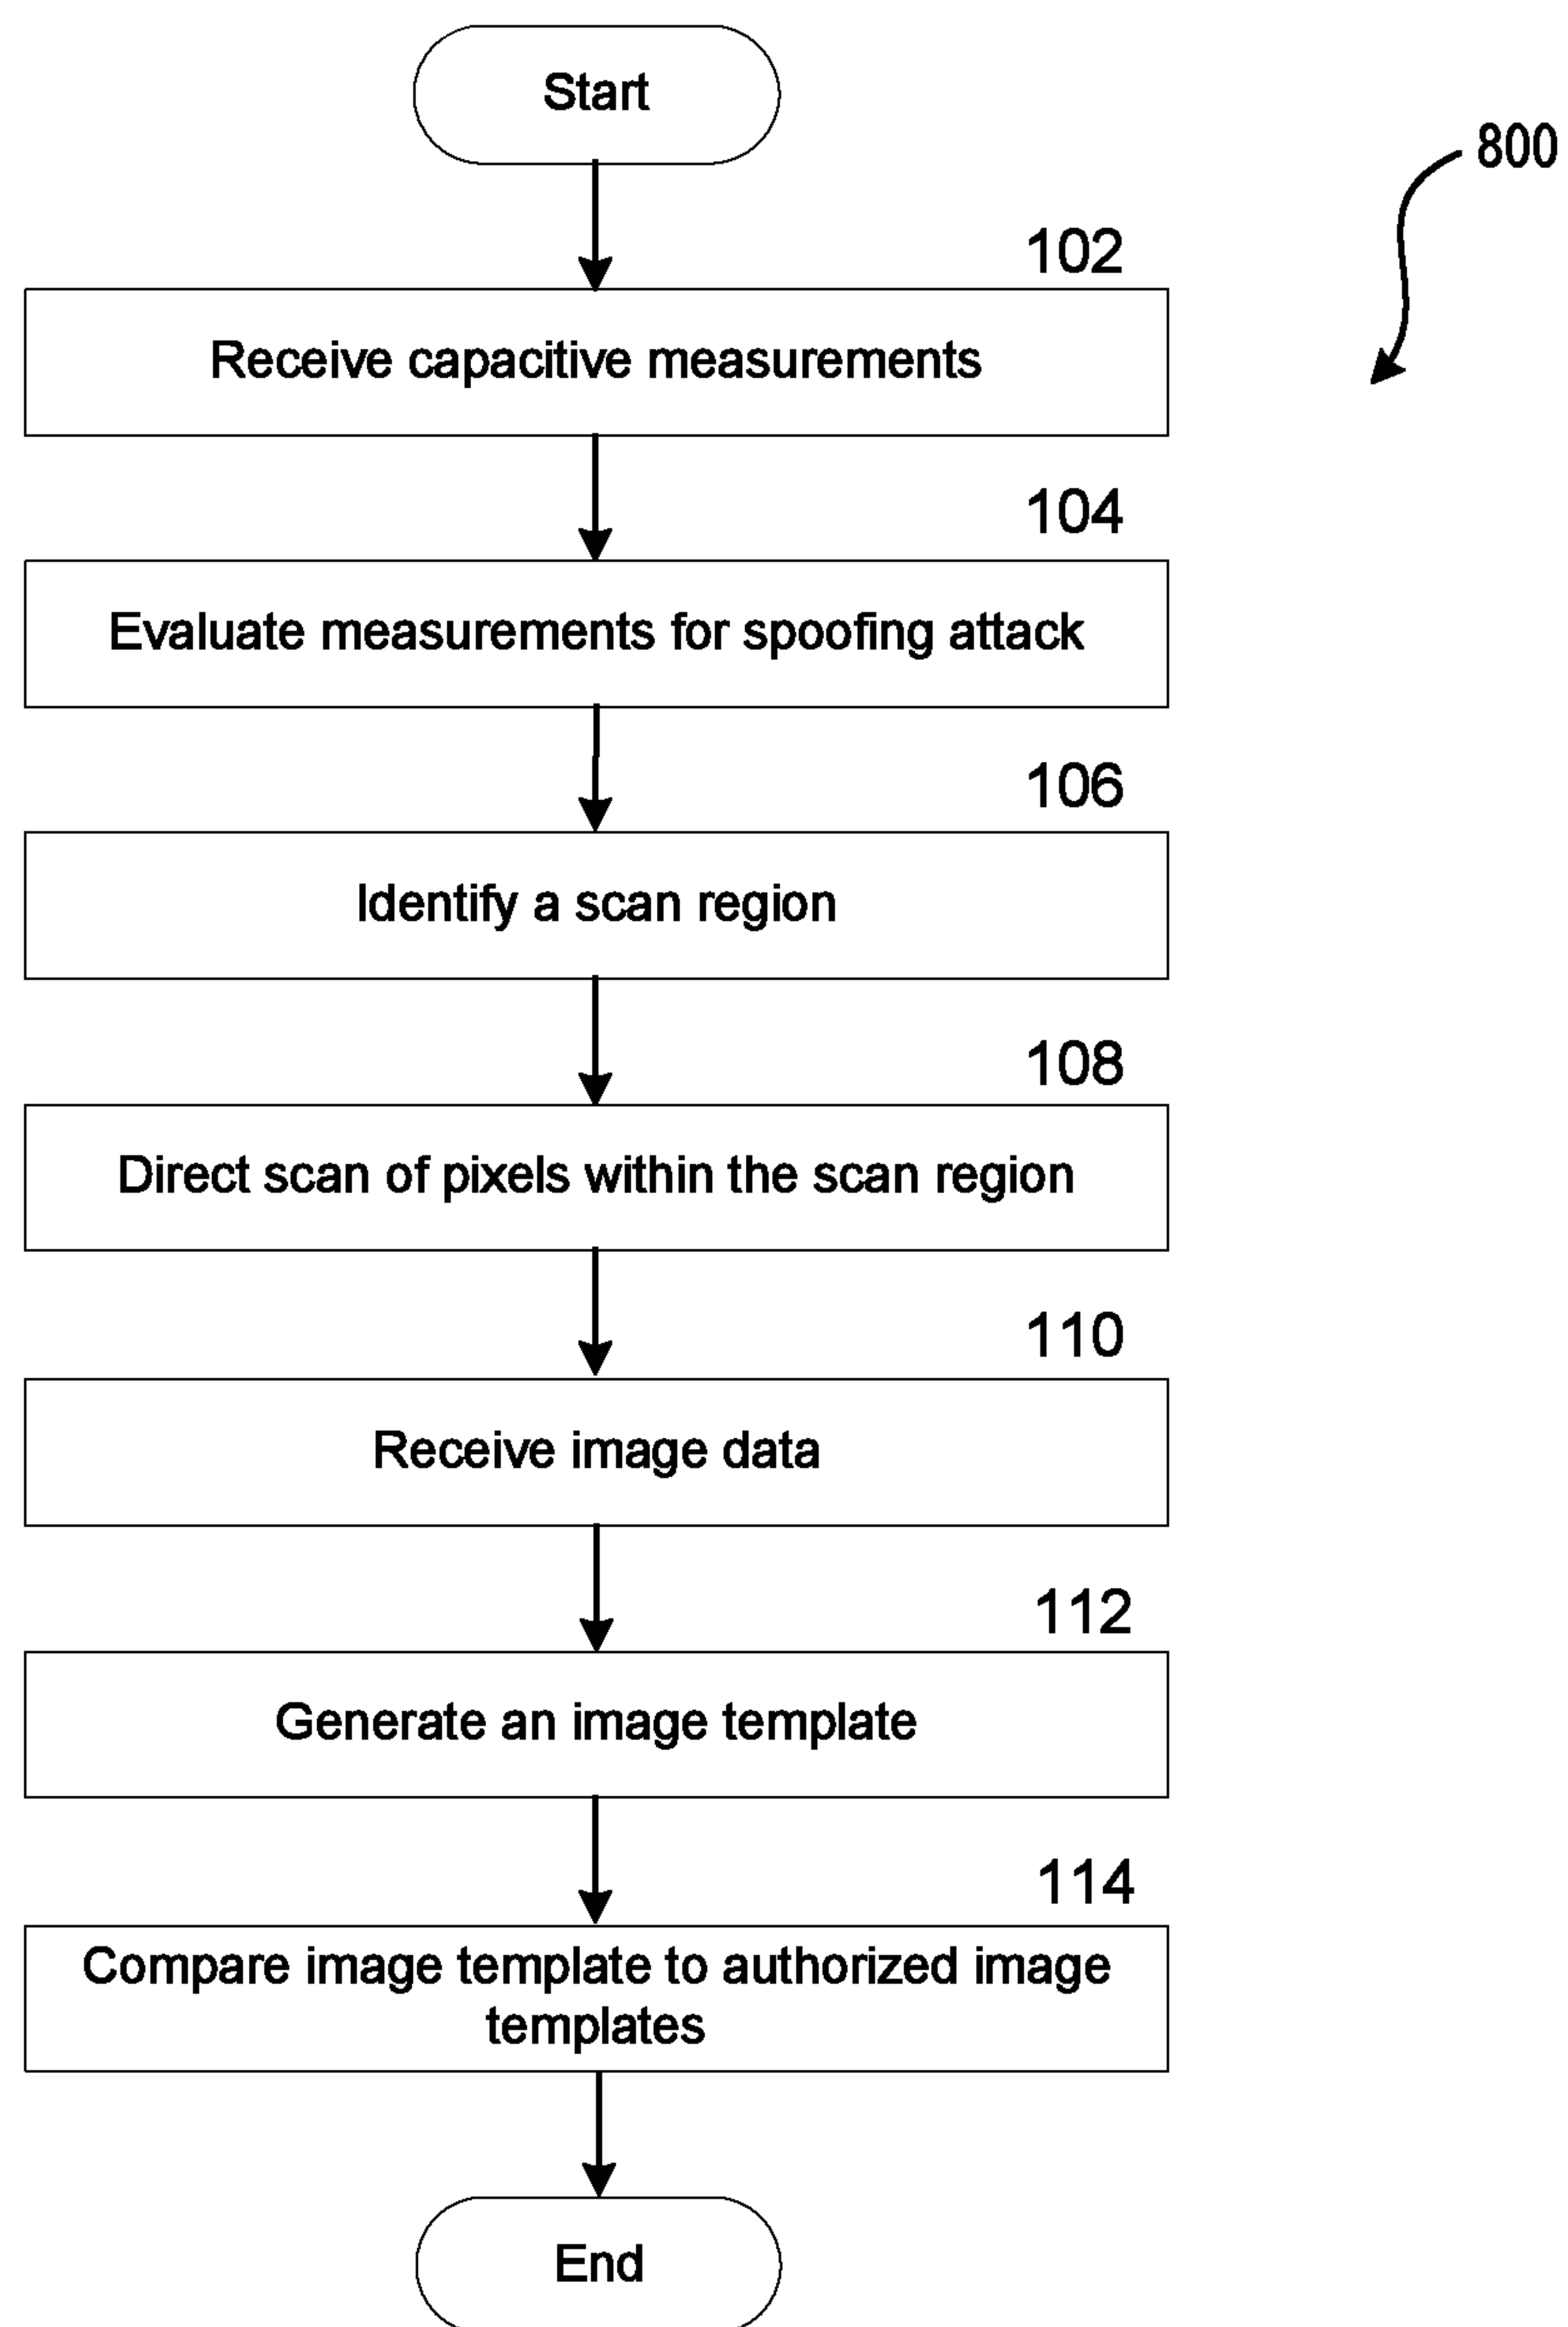 Start
800
102
Receive capacitive measurements
104
Evaluate measurements for spoofing attack
106
Identify a scan region
108
Direct scan of pixels within the scan region
110
Receive image data
112
Generate an image template
114
Compare image template to authorized image
templates
End